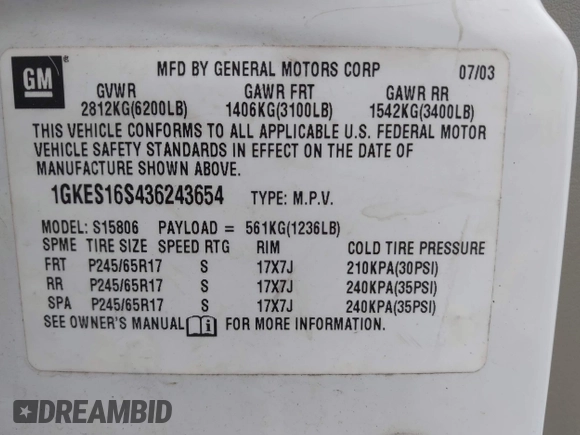 GM ®
MFD BY GENERAL MOTORS CORP 07/03
GVWR GAWR FRT GAWR RR
2812KG(6200LB) 1406KG(3100LB) 1542KG(3400LB)
THIS VEHICLE CONFORMS TO ALL APPLICABLE U.S. FEDERAL MOTOR
VEHICLE SAFETY STANDARDS IN EFFECT ON THE DATE OF
MANUFACTURE SHOWN ABOVE.
1GKES16S436243654 TYPE: M.P.V.
MODEL: S15806 PAYLOAD = 561KG(1236LB)
SPME TIRE SIZE SPEED RTG RIM COLD TIRE PRESSURE
FRT P245/65R17 S 17X7J 210KPA(30PSI)
RR P245/65R17 S 17X7J 240KPA(35PSI)
SPA P245/65R17 S 17X7J 240KPA(35PSI)
SEE OWNER'S MANUAL i FOR MORE INFORMATION.
DREAMBID